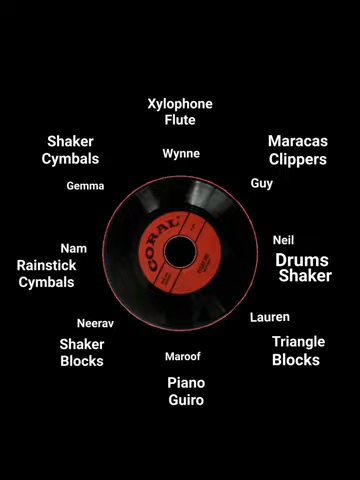 Xylophone
Flute
Wynne
Shaker
Cymbals
Gemma
Maracas
Clippers
Guy
Nam
Rainstick
Cymbals
CORAL
Neil
Drums
Shaker
Neerav
Shaker
Blocks
Lauren
Triangle
Blocks
Maroof
Piano
Guiro